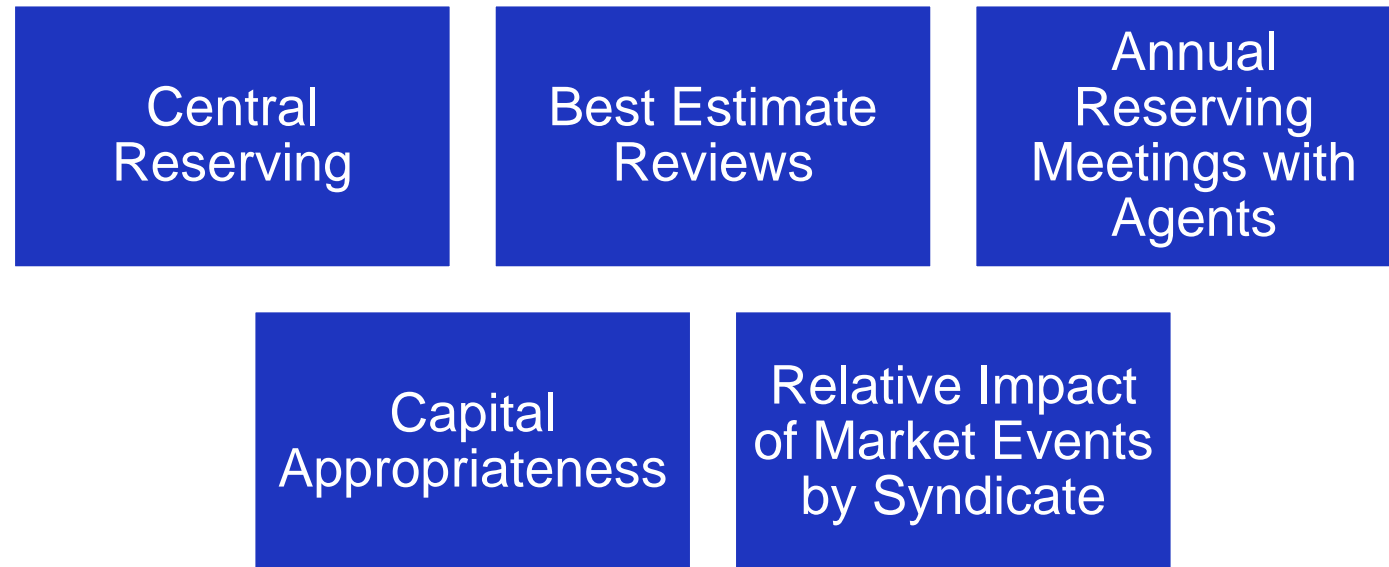 Central
Reserving
Best Estimate
Reviews
Annual
Reserving
Meetings with
Agents
Capital
Appropriateness
Relative Impact
of Market Events
by Syndicate